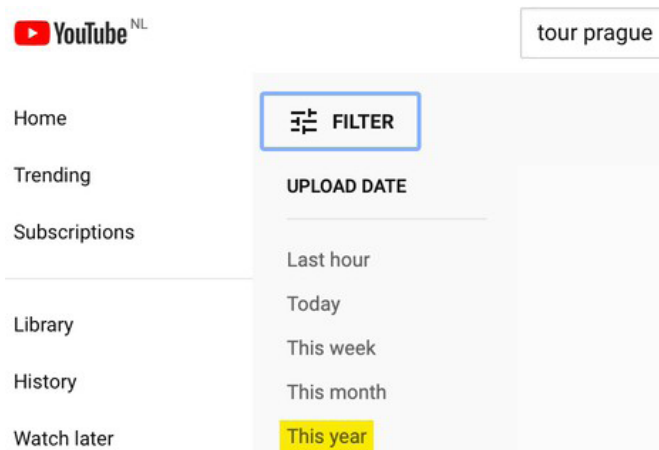 YouTube NL
tour prague
Home
Trending
Subscriptions
Library
History
Watch later
FILTER
UPLOAD DATE
Last hour
Today
This week
This month
This year